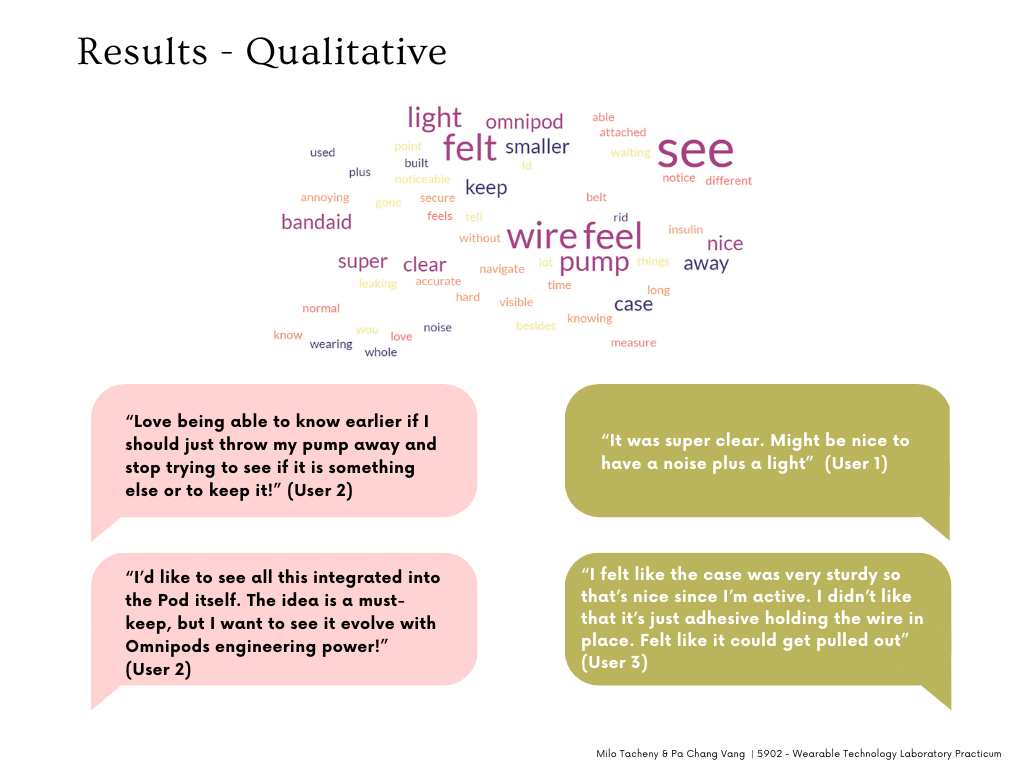 Results - Qualitative
light omnipod able
attached
felt smaller see
point waiting
used built ld
plus noticeable notice different
keep
annoying gone secure belt
bandaid feels tell rid
without wire feel insulin nice
super clear navigate lot pump things away
leaking accurate time
hard visible case long
normal
wou noise besides knowing
know love measure
wearing whole
“Love being able to know earlier if I
should just throw my pump away and
stop trying to see if it is something
else or to keep it!” (User 2)
“It was super clear. Might be nice to
have a noise plus a light” (User 1)
“I’d like to see all this integrated into
the Pod itself. The idea is a must-
keep, but I want to see it evolve with
Omnipods engineering power!”
(User 2)
“I felt like the case was very sturdy so
that’s nice since I’m active. I didn’t like
that it’s just adhesive holding the wire in
place. Felt like it could get pulled out”
(User 3)
Milo Tacheny & Pa Chang Vang | 5902 - Wearable Technology Laboratory Practicum